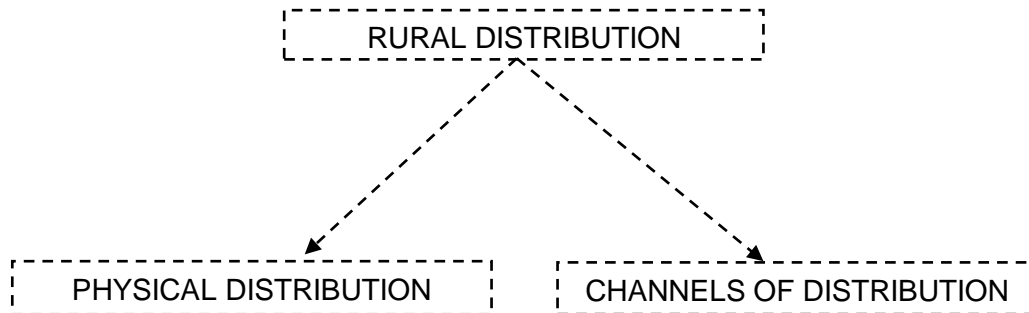 RURAL DISTRIBUTION
PHYSICAL DISTRIBUTION
CHANNELS OF DISTRIBUTION